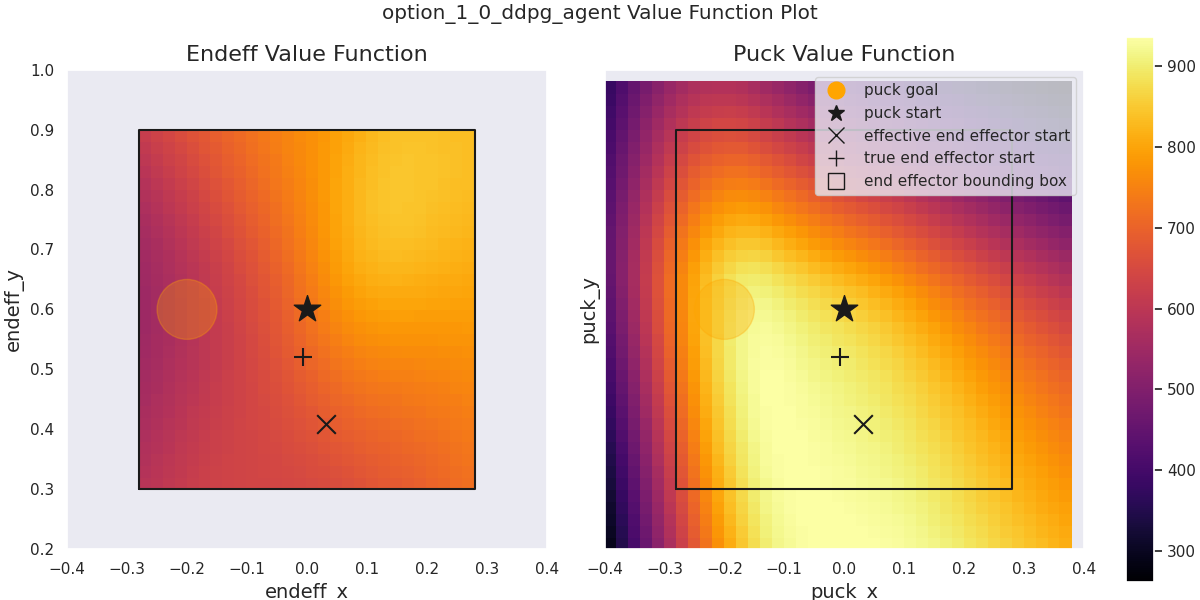 option_1_0_ddpg_agent Value Function Plot
Endeff Value Function
endeff_y
1.0
0.9
0.8
0.7
0.6
0.5
0.4
0.3
0.2
−0.4 −0.3 −0.2 −0.1 0.0 0.1 0.2 0.3 0.4
endeff_x
Puck Value Function
puck_y
puck goal
puck start
effective end effector start
true end effector start
end effector bounding box
−0.4 −0.3 −0.2 −0.1 0.0 0.1 0.2 0.3 0.4
puck_x
900
800
700
600
500
400
300